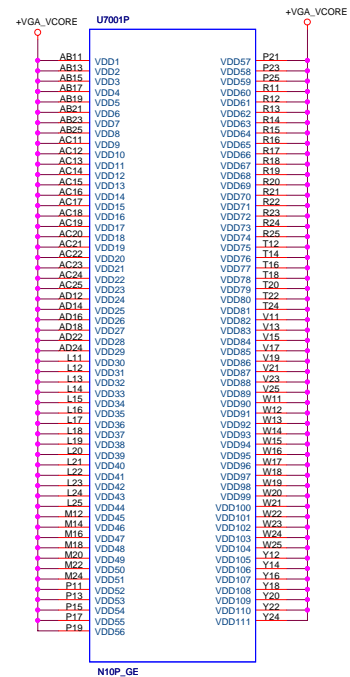 +VGA_VCORE U7001P +VGA_VCORE
AB11 VDD1 VDD57 P21
AB13 VDD2 VDD58 P23
AB15 VDD3 VDD59 P25
AB17 VDD4 VDD60 R11
AB19 VDD5 VDD61 R12
AB21 VDD6 VDD62 R13
AB23 VDD7 VDD63 R14
AB25 VDD8 VDD64 R15
AC11 VDD9 VDD65 R16
AC12 VDD10 VDD66 R17
AC13 VDD11 VDD67 R18
AC14 VDD12 VDD68 R19
AC15 VDD13 VDD69 R20
AC16 VDD14 VDD70 R21
AC17 VDD15 VDD71 R22
AC18 VDD16 VDD72 R23
AC19 VDD17 VDD73 R24
AC20 VDD18 VDD74 R25
AC21 VDD19 VDD75 T12
AC22 VDD20 VDD76 T14
AC23 VDD21 VDD77 T16
AC24 VDD22 VDD78 T18
AC25 VDD23 VDD79 T20
AD12 VDD24 VDD80 T22
AD14 VDD25 VDD81 T24
AD16 VDD26 VDD82 V11
AD18 VDD27 VDD83 V13
AD22 VDD28 VDD84 V15
AD24 VDD29 VDD85 V17
L11 VDD30 VDD86 V19
L12 VDD31 VDD87 V21
L13 VDD32 VDD88 V23
L14 VDD33 VDD89 V25
L15 VDD34 VDD90 W11
L16 VDD35 VDD91 W12
L17 VDD36 VDD92 W13
L18 VDD37 VDD93 W14
L19 VDD38 VDD94 W15
L20 VDD39 VDD95 W16
L21 VDD40 VDD96 W17
L22 VDD41 VDD97 W18
L23 VDD42 VDD98 W19
L24 VDD43 VDD99 W20
L25 VDD44 VDD100 W21
M12 VDD45 VDD101 W22
M14 VDD46 VDD102 W23
M16 VDD47 VDD103 W24
M18 VDD48 VDD104 W25
M20 VDD49 VDD105 Y12
M22 VDD50 VDD106 Y14
M24 VDD51 VDD107 Y16
P11 VDD52 VDD108 Y18
P13 VDD53 VDD109 Y20
P15 VDD54 VDD110 Y22
P17 VDD55 VDD111 Y24
P19 VDD56
N10P_GE